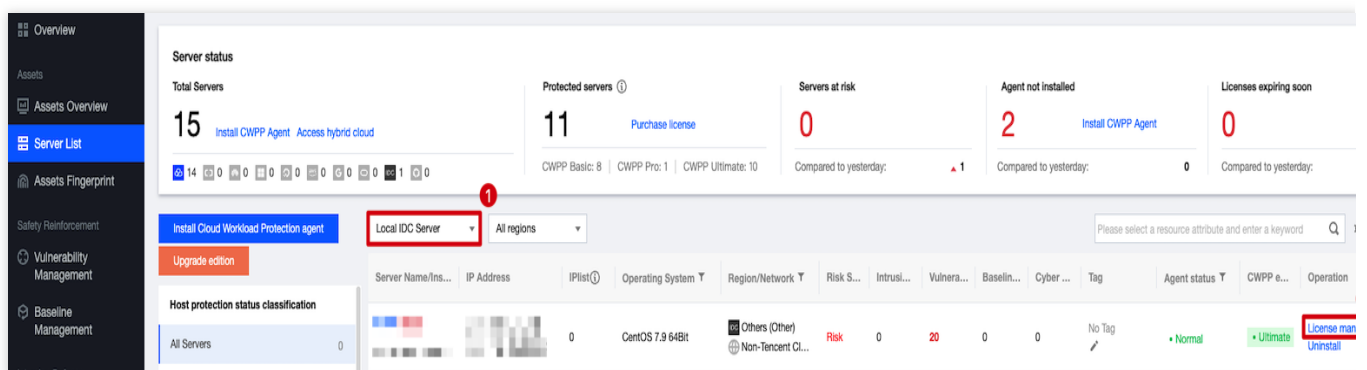 Overview
Assets
Assets Overview
Server List
Assets Fingerprint
Safety Reinforcement
Vulnerability
Management
Baseline
Management
Server status
Total Servers
15 Install CWPP Agent Access hybrid cloud
14 0 0 0 0 0 0 0 IDC 1 0
Protected servers
11 Purchase license
CWPP Basic: 8 | CWPP Pro: 1 | CWPP Ultimate: 10
Servers at risk
0
Compared to yesterday: 1
Agent not installed
2 Install CWPP Agent
Compared to yesterday: 0
Licenses expiring soon
0
Compared to yesterday:
1
Install Cloud Workload Protection agent
Local IDC Server
All regions
Please select a resource attribute and enter a keyword
Upgrade edition
Host protection status classification
All Servers 0
Server Name/Ins... IP Address IPlist Operating System Region/Network Risk S... Intrusi... Vulnera... Baselin... Cyber ... Tag Agent status CWPP e... Operation
0 CentOS 7.9 64Bit IDC Others (Other) Risk 0 20 0 0 No Tag Normal Ultimate License man
Non-Tencent Cl... Uninstall